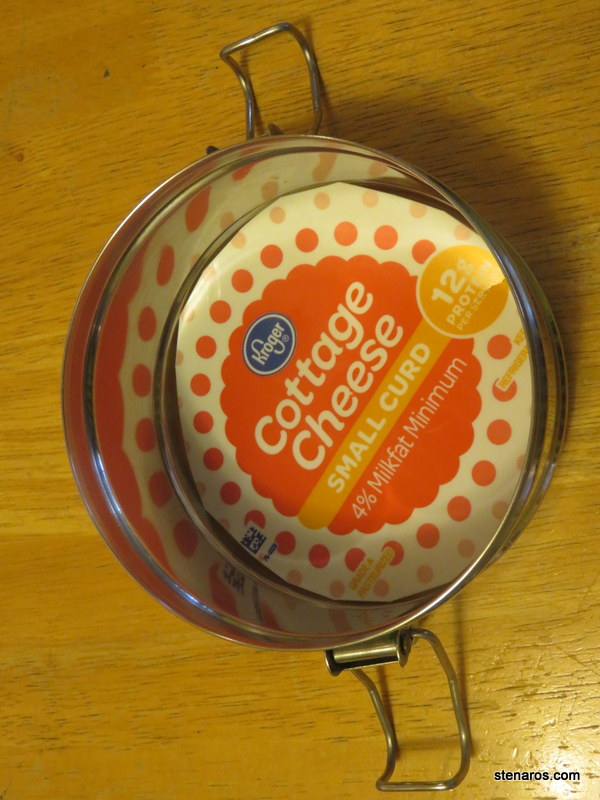 Kroger®
Cottage
Cheese
SMALL CURD
4% Milkfat Minimum
12g
PROTEIN
stenaros.com